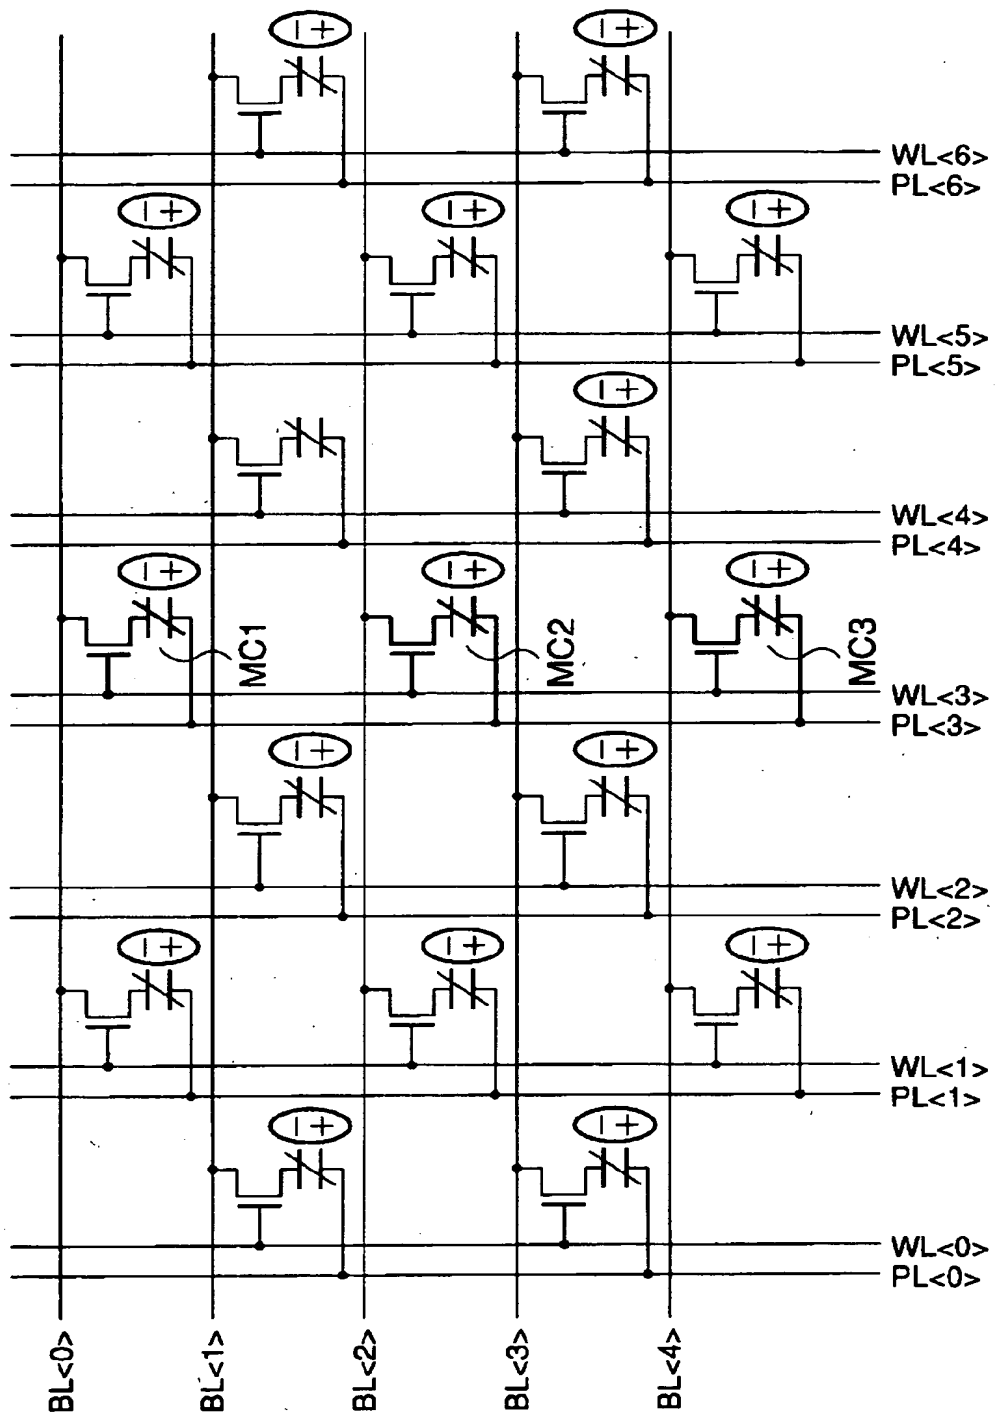 − +
− +
WL<6>
PL<6>
− +
− +
− +
WL<5>
PL<5>
− +
WL<4>
PL<4>
− +
− +
− +
MC1
MC2
MC3
WL<3>
PL<3>
− +
− +
WL<2>
PL<2>
− +
− +
− +
WL<1>
PL<1>
− +
− +
WL<0>
PL<0>
BL<0>
BL<1>
BL<2>
BL<3>
BL<4>